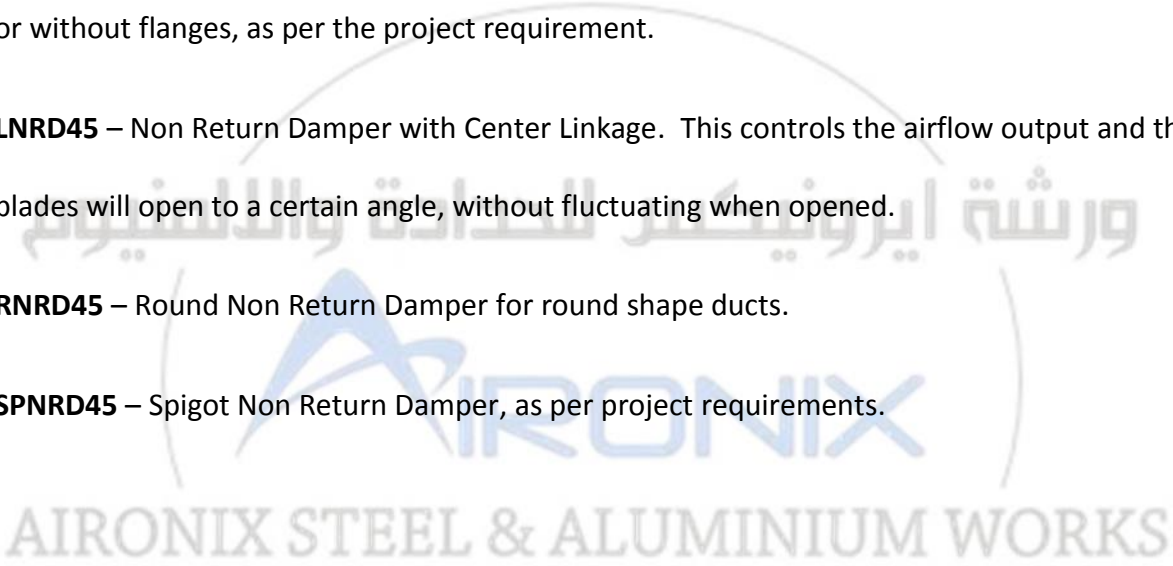 or without flanges, as per the project requirement.
LNRD45 – Non Return Damper with Center Linkage.  This controls the airflow output and th
blades will open to a certain angle, without fluctuating when opened.
ورشة ايرونيكس للحدادة والالمنيوم
RNRD45 – Round Non Return Damper for round shape ducts.
SPNRD45 – Spigot Non Return Damper, as per project requirements.
AIRONIX
AIRONIX STEEL & ALUMINIUM WORKS